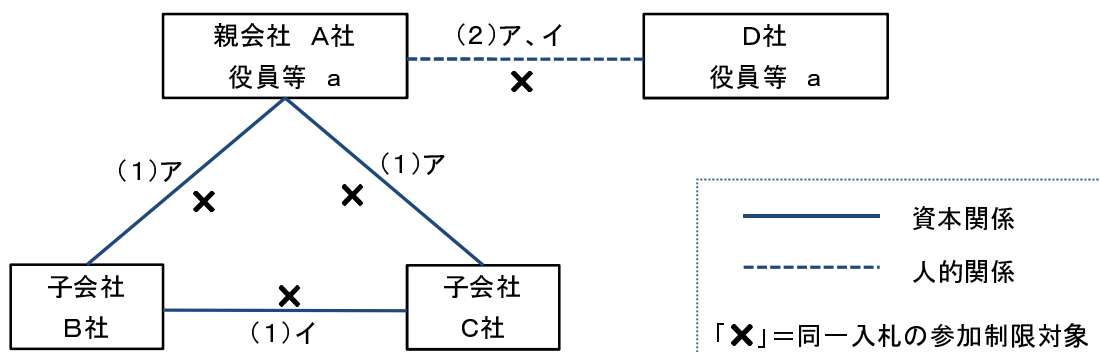 親会社　Ａ社
役員等　ａ
（２）ア、イ
Ｄ社
役員等　ａ
（１）ア
（１）ア
子会社
Ｂ社
（１）イ
子会社
Ｃ社
資本関係
人的関係
「✖」＝同一入札の参加制限対象